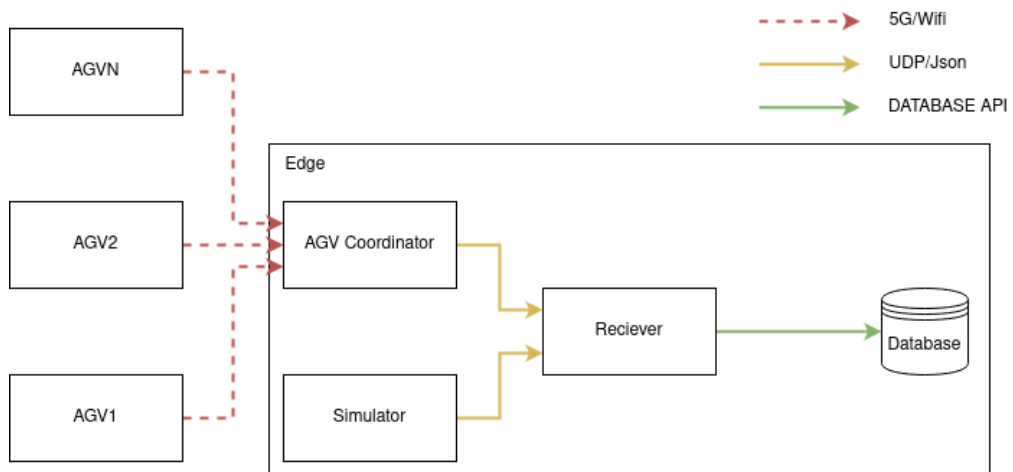 5G/Wifi
AGVN
UDP/Json
DATABASE API
Edge
AGV2
AGV Coordinator
Reciever
Database
AGV1
Simulator